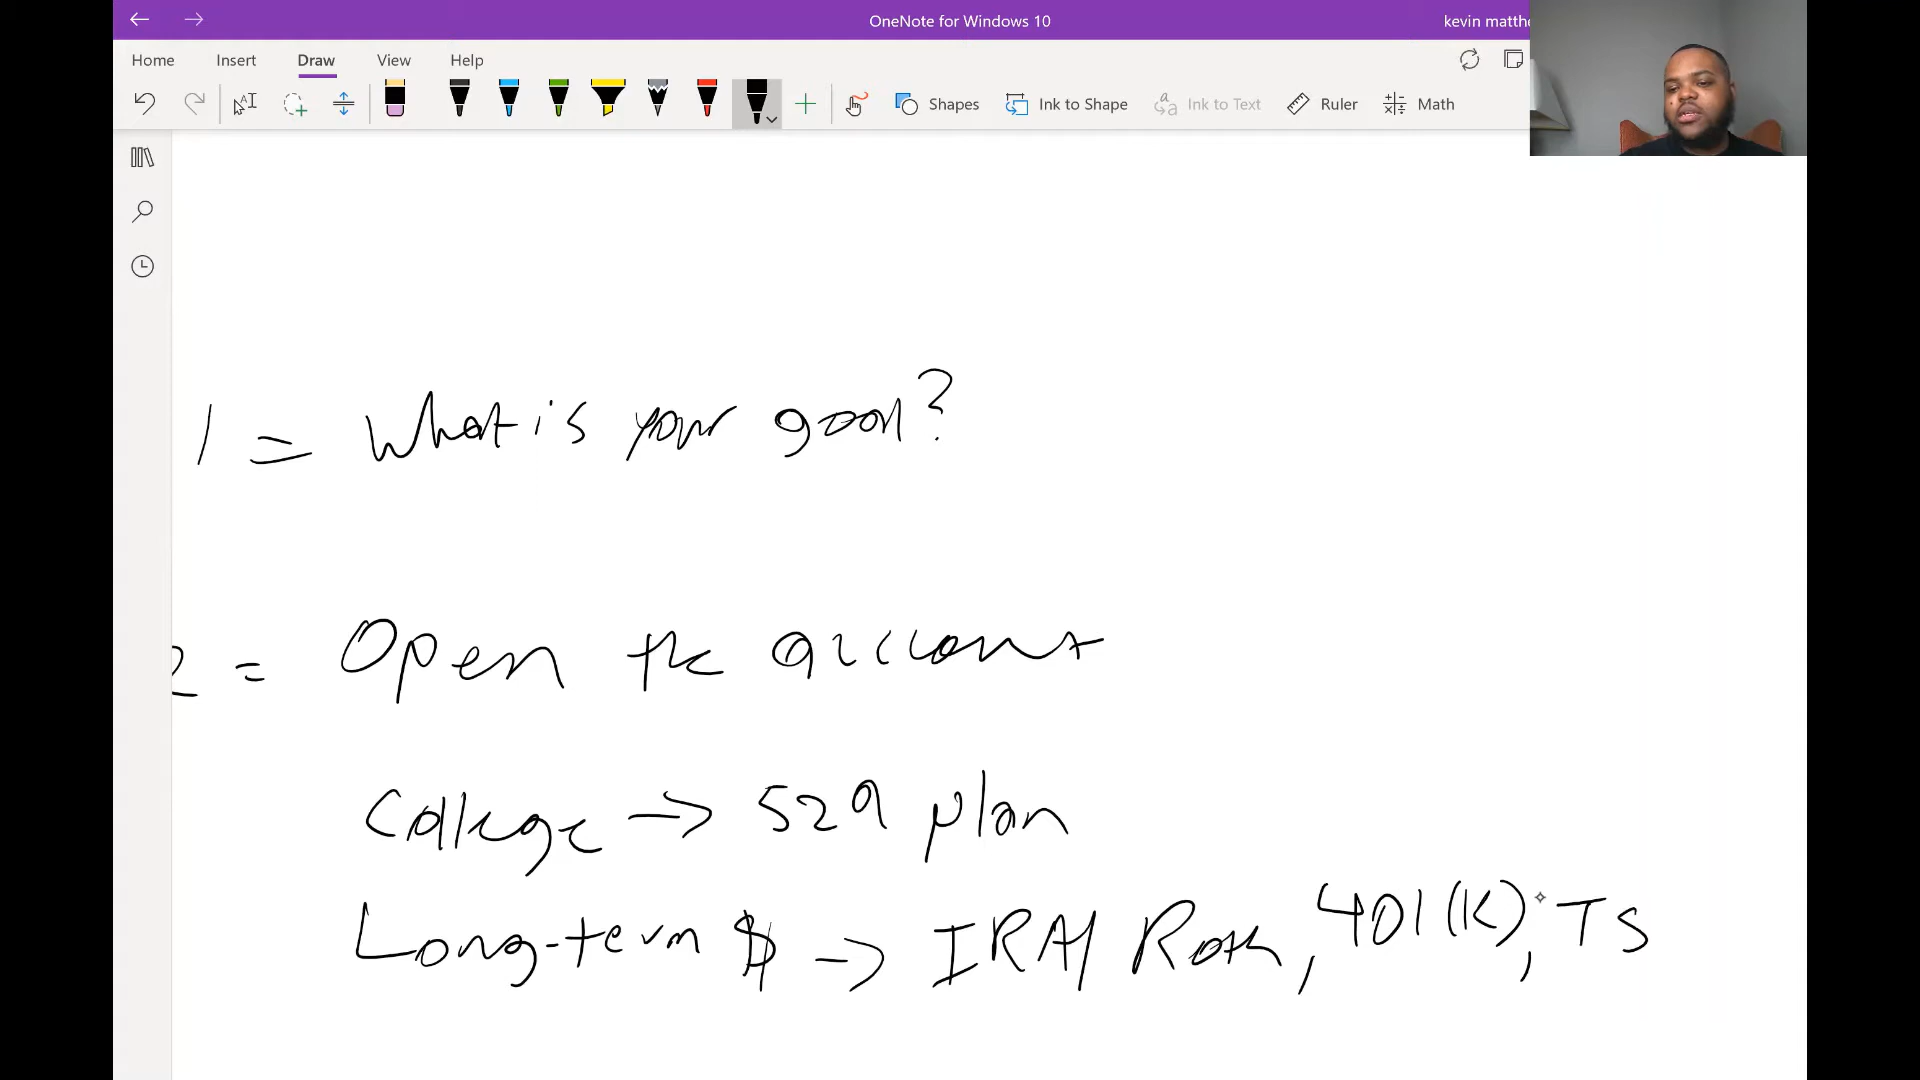 OneNote for Windows 10
kevin matthe
Home Insert Draw View Help
Shapes Ink to Shape Ink to Text Ruler Math
1 = What is your goal?
2 = Open the account
College → 529 plan
Long-term $ → IRA/ Roth, 401(K), TS